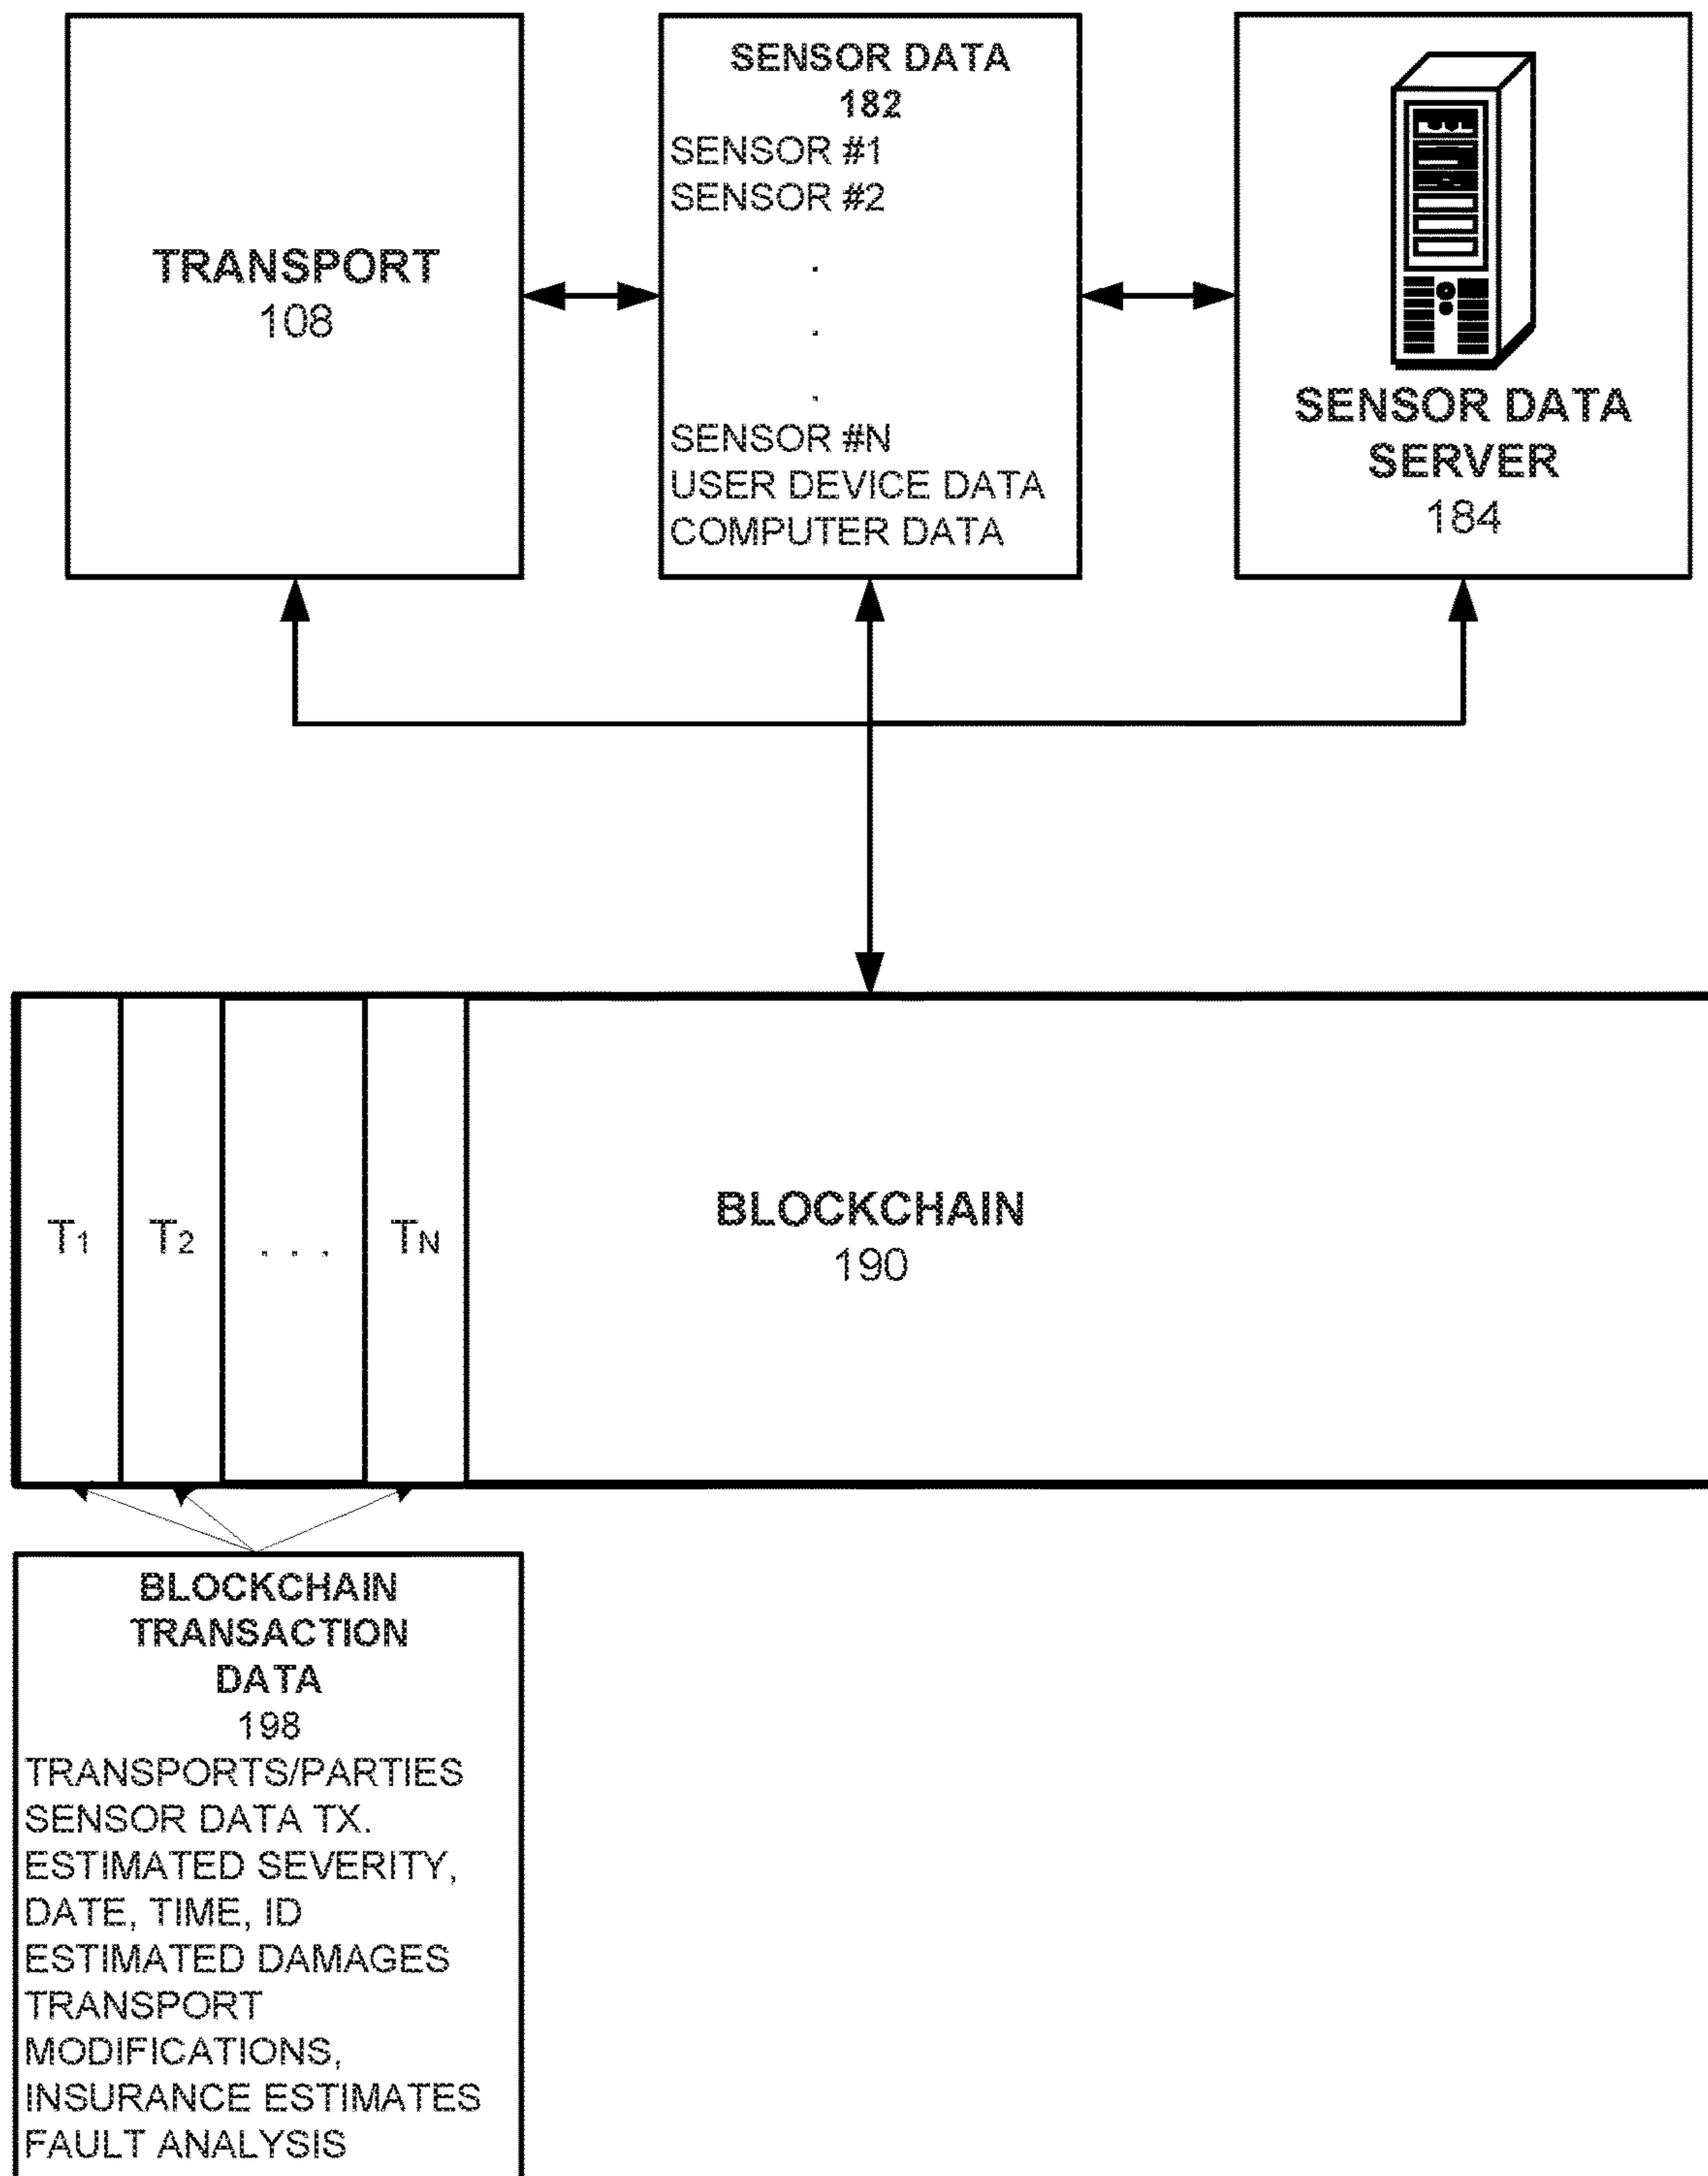 TRANSPORT
108
SENSOR DATA
182
SENSOR #1
SENSOR #2
.
.
.
SENSOR #N
USER DEVICE DATA
COMPUTER DATA
SENSOR DATA
SERVER
184
T1
T2
. . .
TN
BLOCKCHAIN
190
BLOCKCHAIN
TRANSACTION
DATA
198
TRANSPORTS/PARTIES
SENSOR DATA TX.
ESTIMATED SEVERITY,
DATE, TIME, ID
ESTIMATED DAMAGES
TRANSPORT
MODIFICATIONS,
INSURANCE ESTIMATES
FAULT ANALYSIS